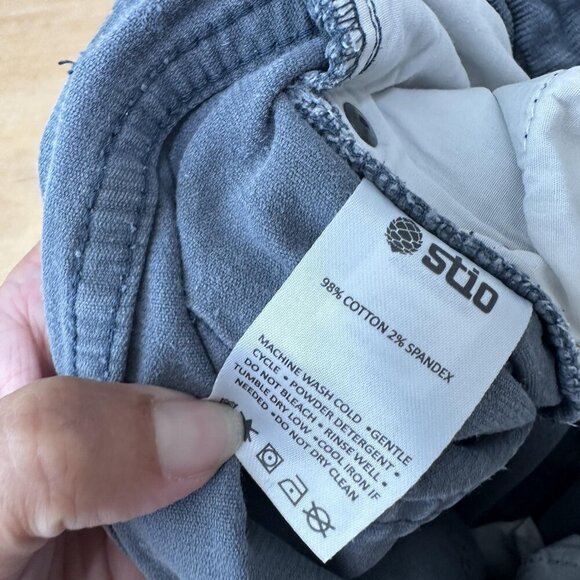 stio
98% COTTON 2% SPANDEX
MACHINE WASH COLD • GENTLE
CYCLE • POWDER DETERGENT •
DO NOT BLEACH • RINSE WELL •
TUMBLE DRY LOW • COOL IRON IF
NEEDED • DO NOT DRY CLEAN